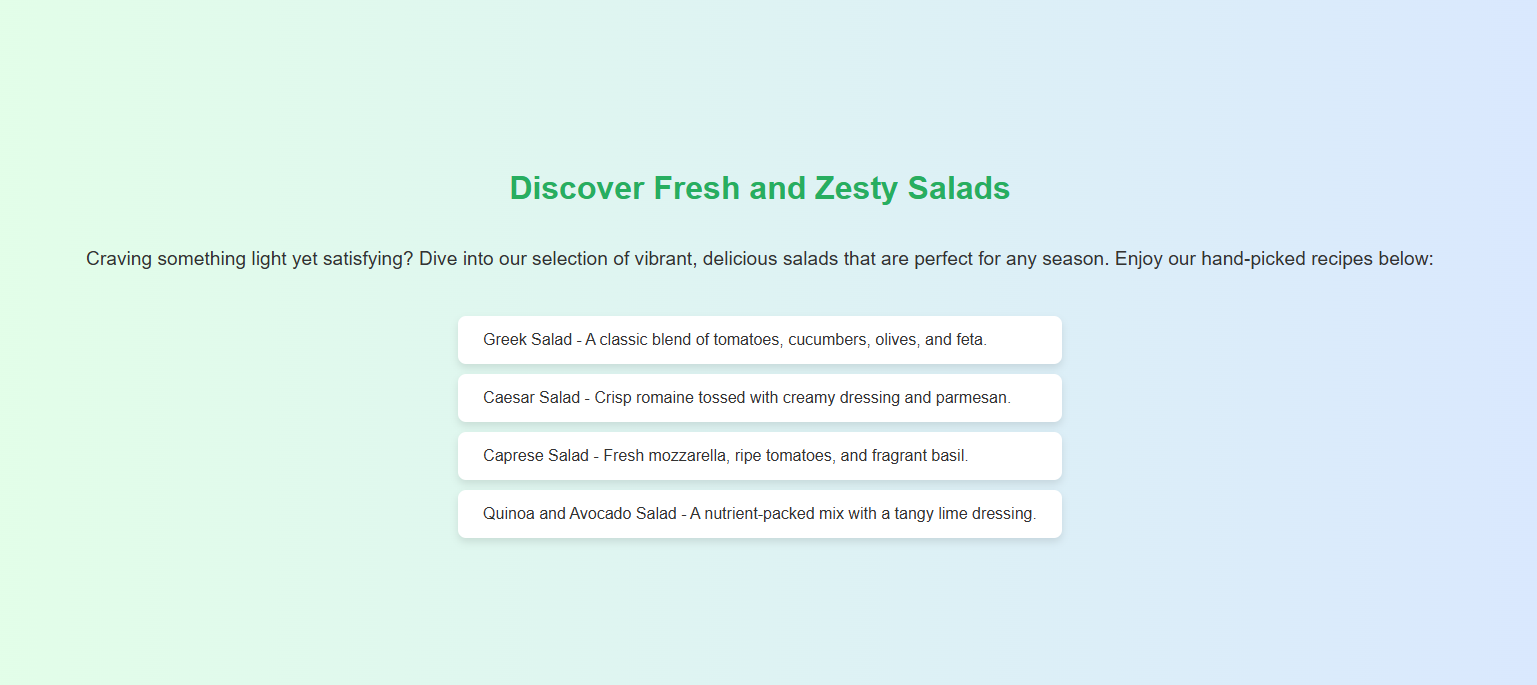 Discover Fresh and Zesty Salads
Craving something light yet satisfying? Dive into our selection of vibrant, delicious salads that are perfect for any season. Enjoy our hand-picked recipes below:
Greek Salad - A classic blend of tomatoes, cucumbers, olives, and feta.
Caesar Salad - Crisp romaine tossed with creamy dressing and parmesan.
Caprese Salad - Fresh mozzarella, ripe tomatoes, and fragrant basil.
Quinoa and Avocado Salad - A nutrient-packed mix with a tangy lime dressing.